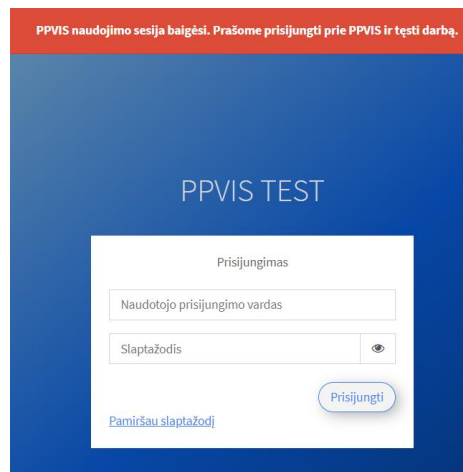 PPVIS naudojimo sesija baigėsi. Prašome prisijungti prie PPVIS ir tęsti darbą.
PPVIS TEST
Prisijungimas
Naudotojo prisijungimo vardas
Slaptažodis
Prisijungti
Pamiršau slaptažodį